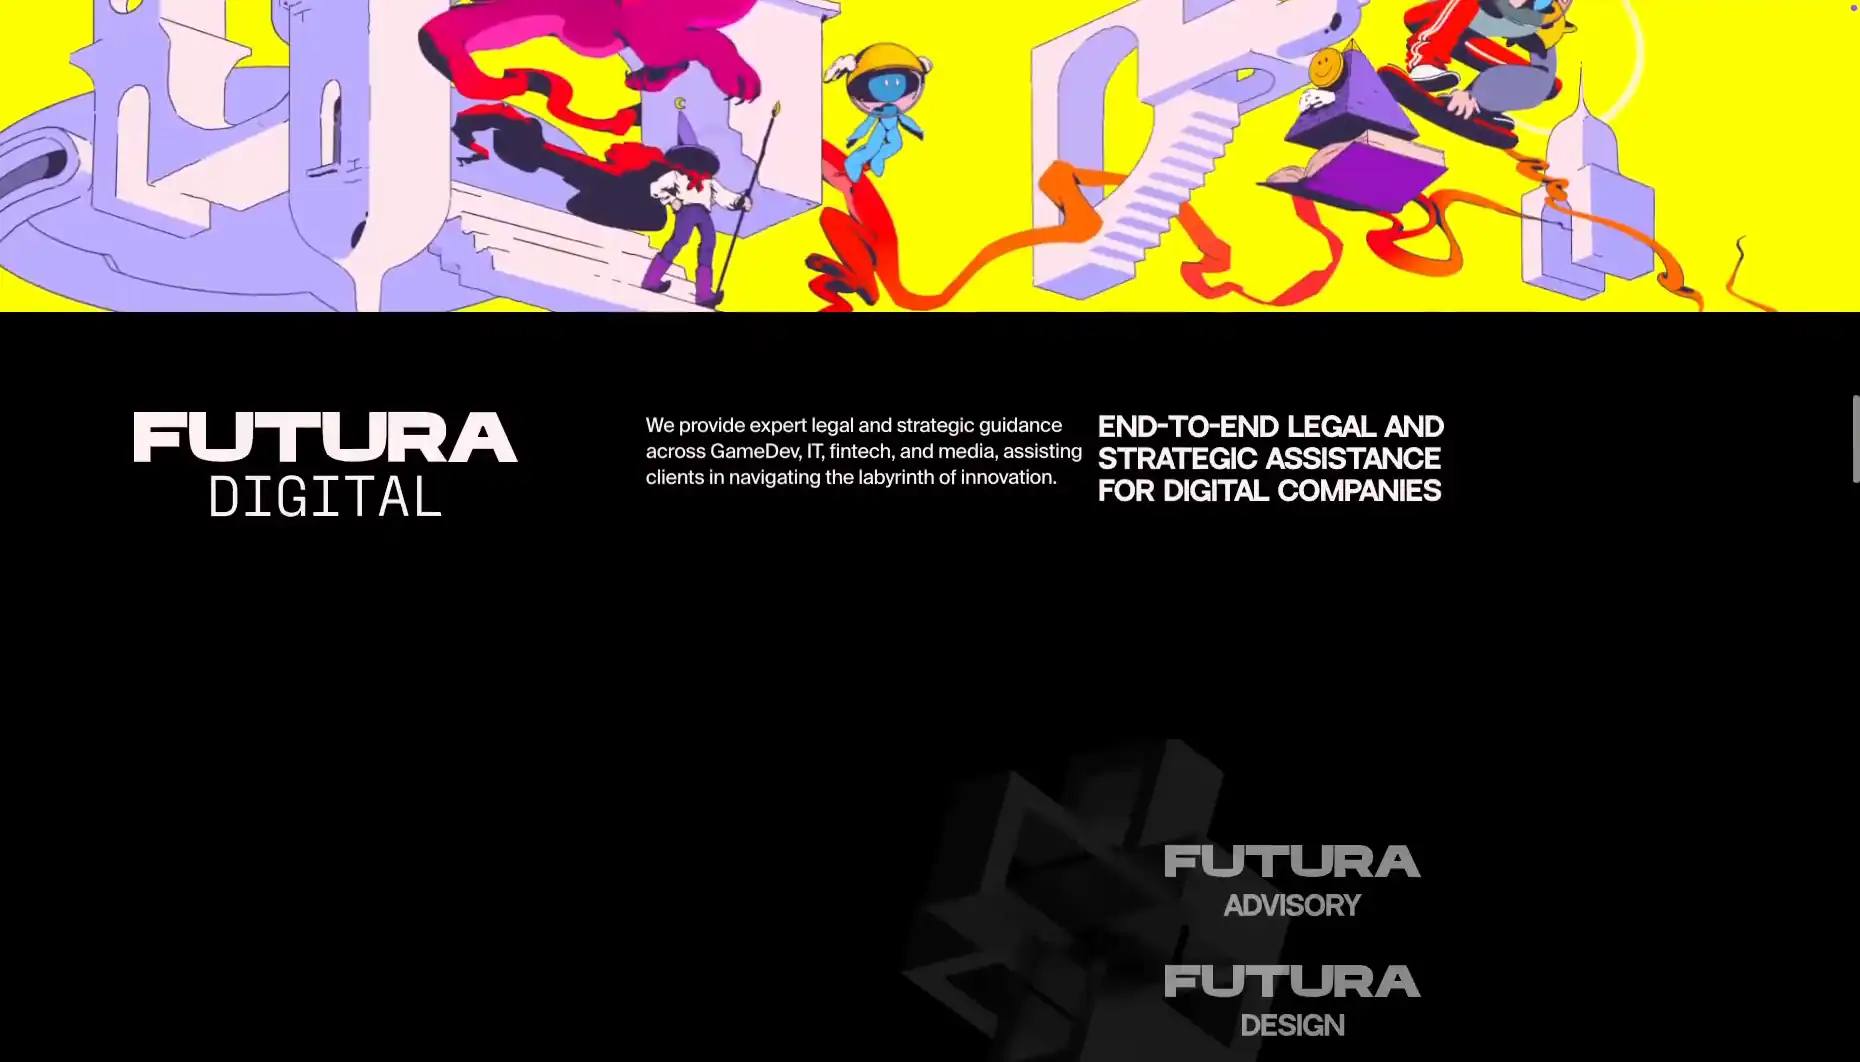 FUTURA
DIGITAL
We provide expert legal and strategic guidance
across GameDev, IT, fintech, and media, assisting
clients in navigating the labyrinth of innovation.
END-TO-END LEGAL AND
STRATEGIC ASSISTANCE
FOR DIGITAL COMPANIES
FUTURA
ADVISORY
FUTURA
DESIGN